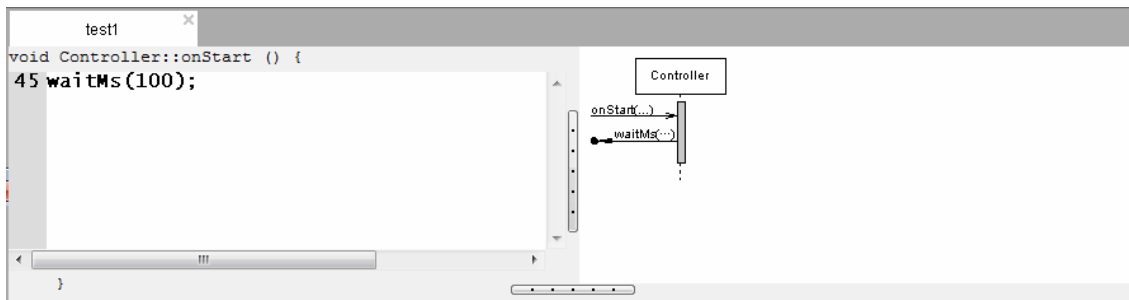 test1
void Controller::onStart () {
45 waitMs(100);
}
Controller
onStart(...)
waitMs(...)